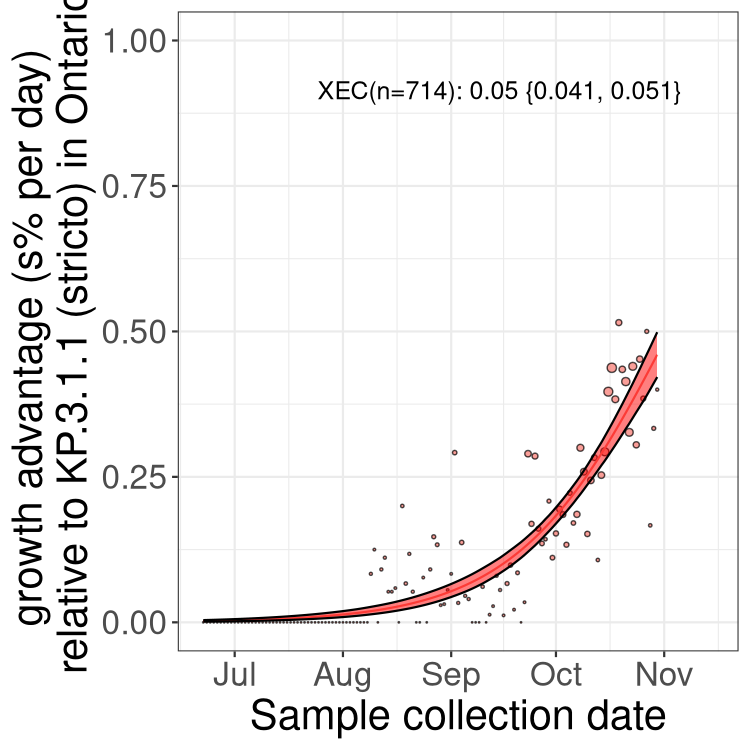 growth advantage (s% per day)
relative to KP.3.1.1 (stricto) in Ontario
1.00
0.75
0.50
0.25
0.00
XEC(n=714): 0.05 {0.041, 0.051}
Jul Aug Sep Oct Nov
Sample collection date